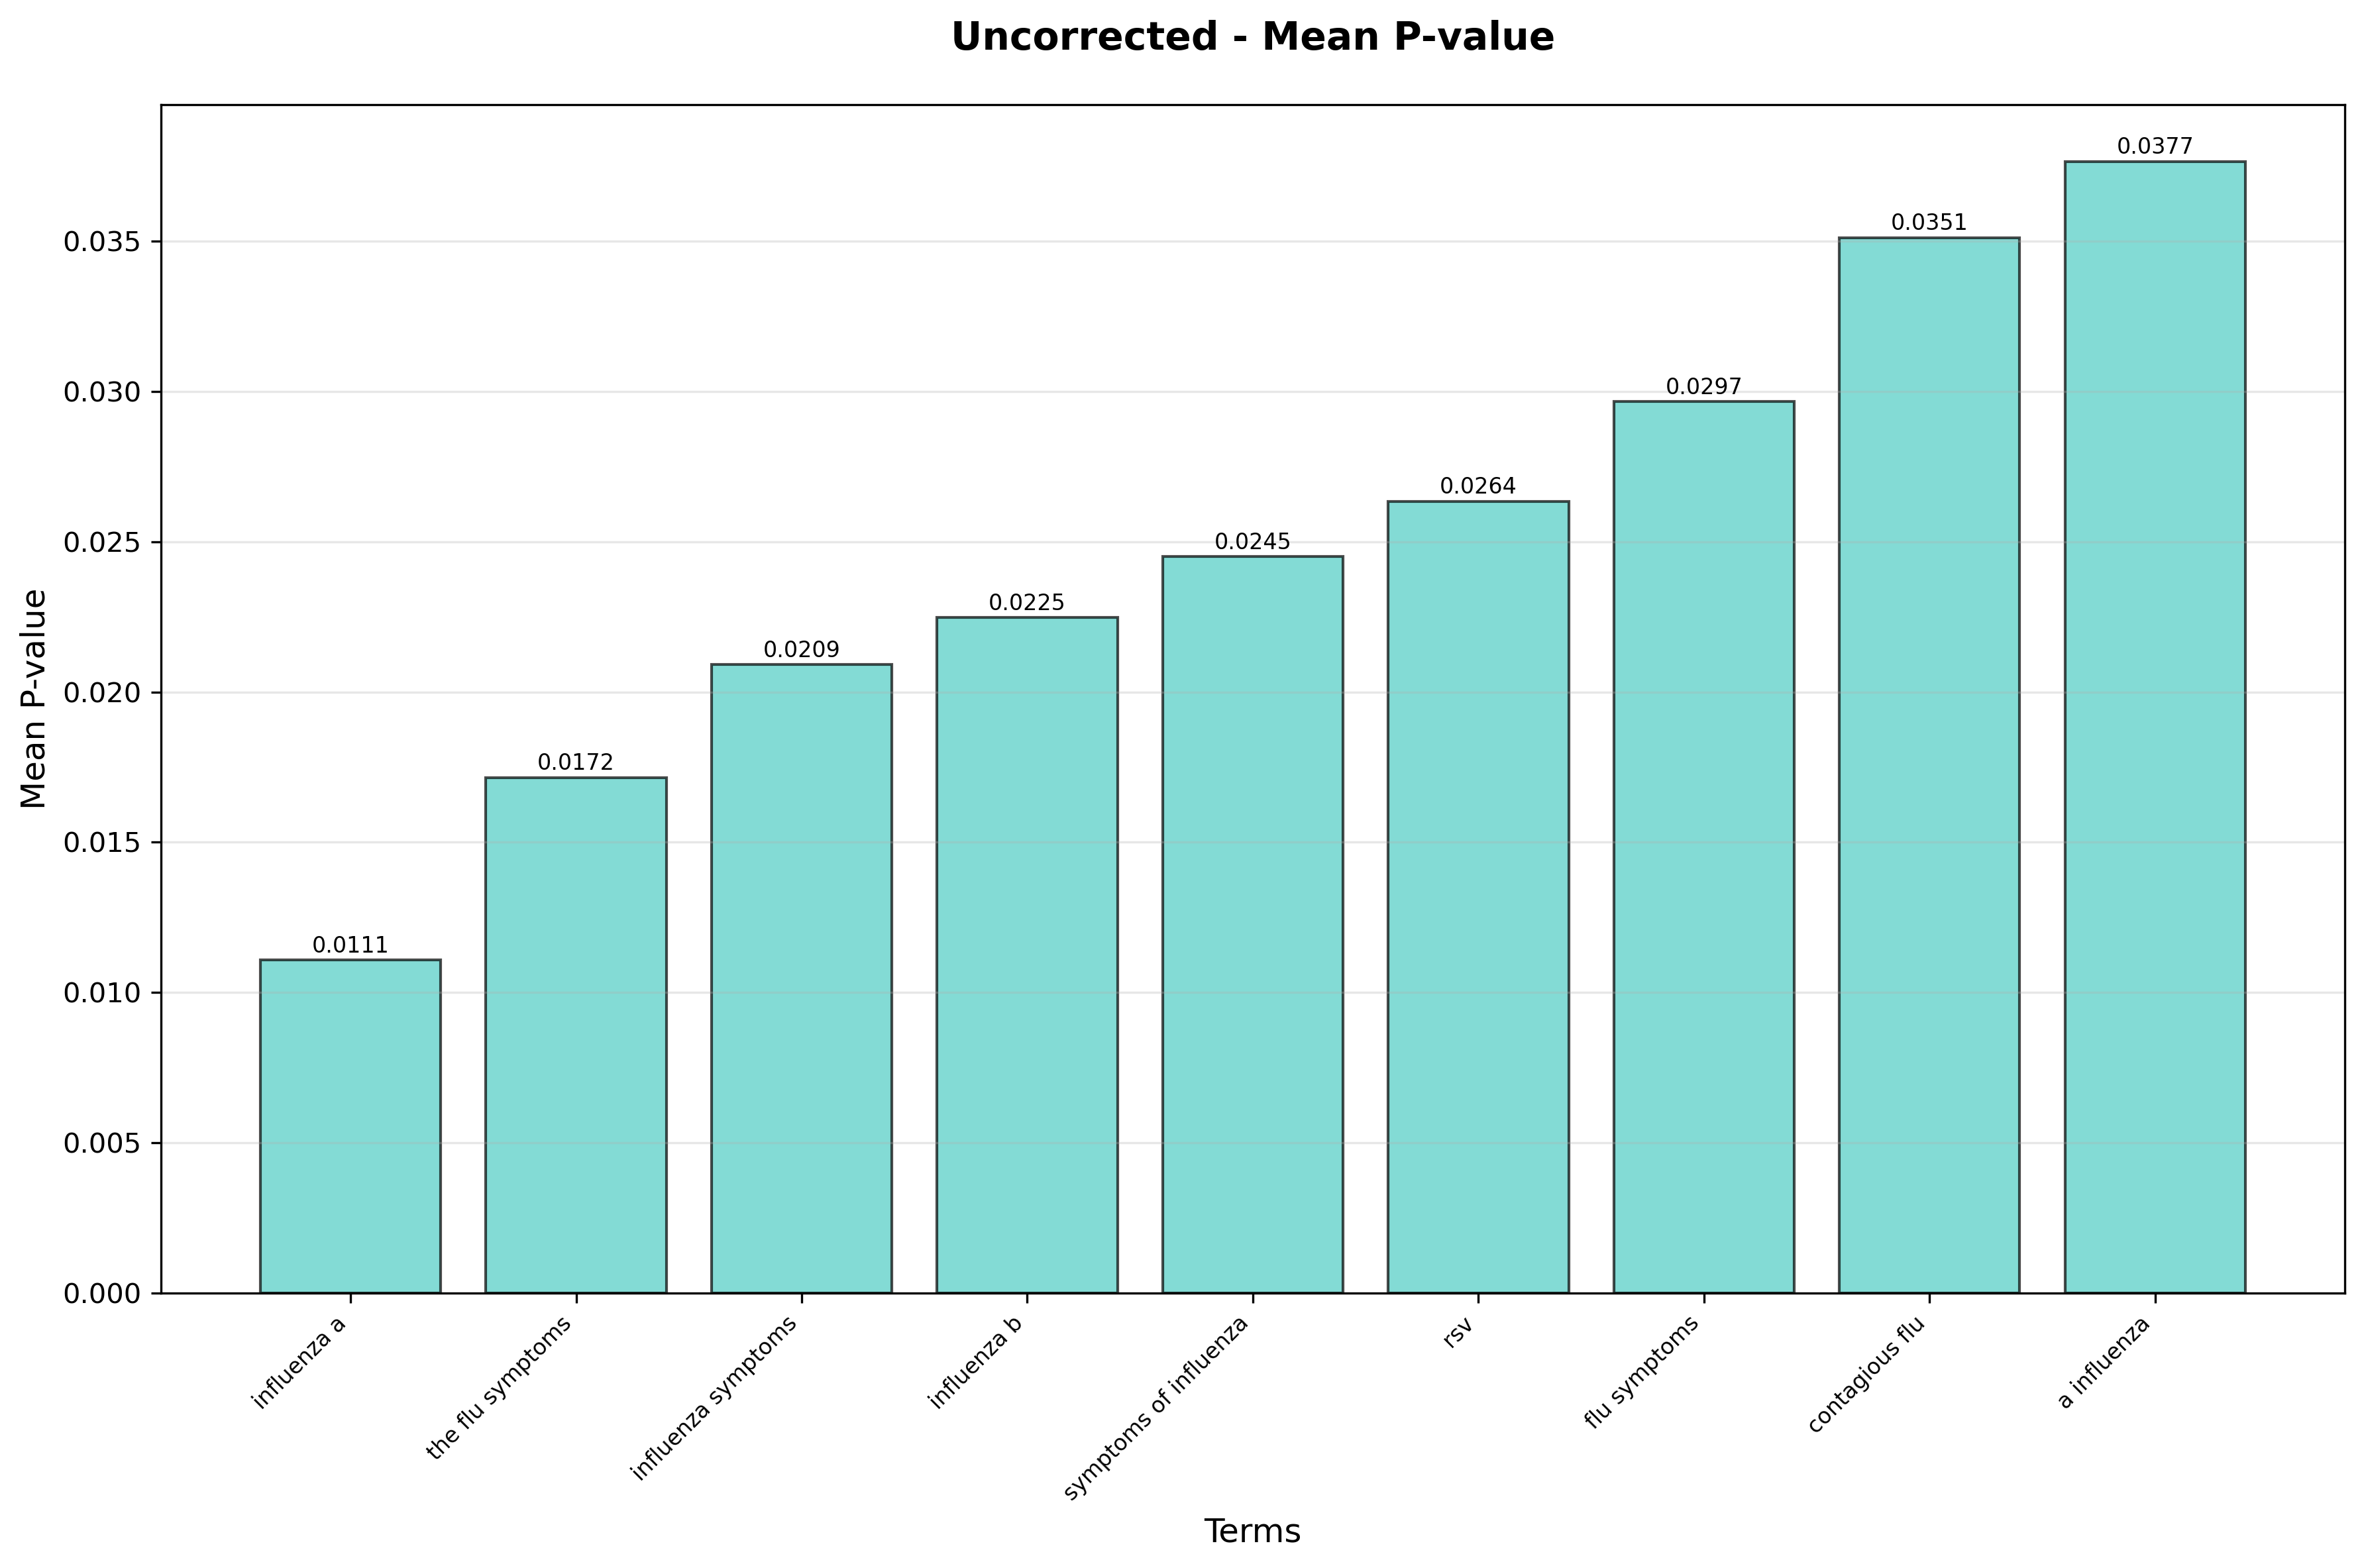 Uncorrected - Mean P-value
Mean P-value
0.035
0.030
0.025
0.020
0.015
0.010
0.005
0.000
0.0111
0.0172
0.0209
0.0225
0.0245
0.0264
0.0297
0.0351
0.0377
influenza a
the flu symptoms
influenza symptoms
influenza b
symptoms of influenza
rsv
flu symptoms
contagious flu
a influenza
Terms